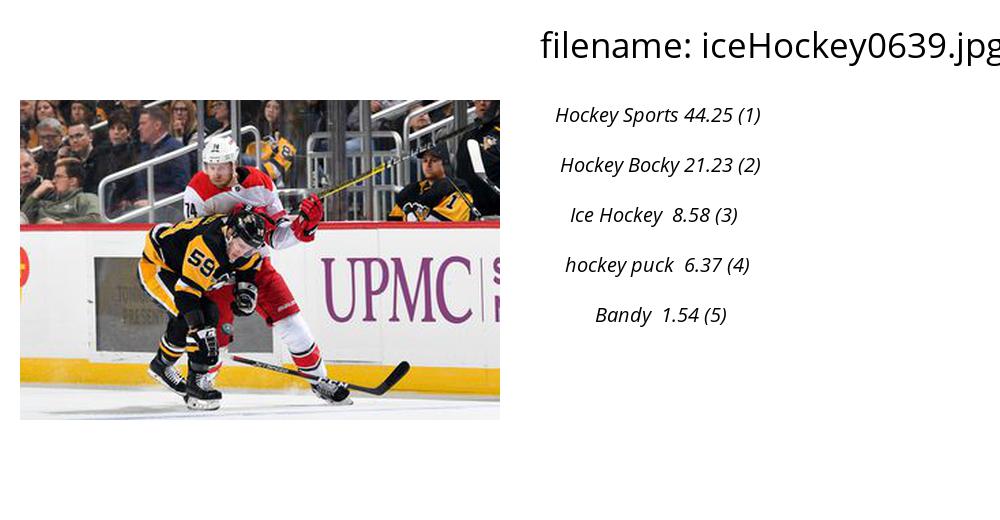 filename: iceHockey0639.jpg
Hockey Sports 44.25 (1)
Hockey Bocky 21.23 (2)
Ice Hockey 8.58 (3)
hockey puck 6.37 (4)
Bandy 1.54 (5)
74
59
1
UPMC
PRESENT